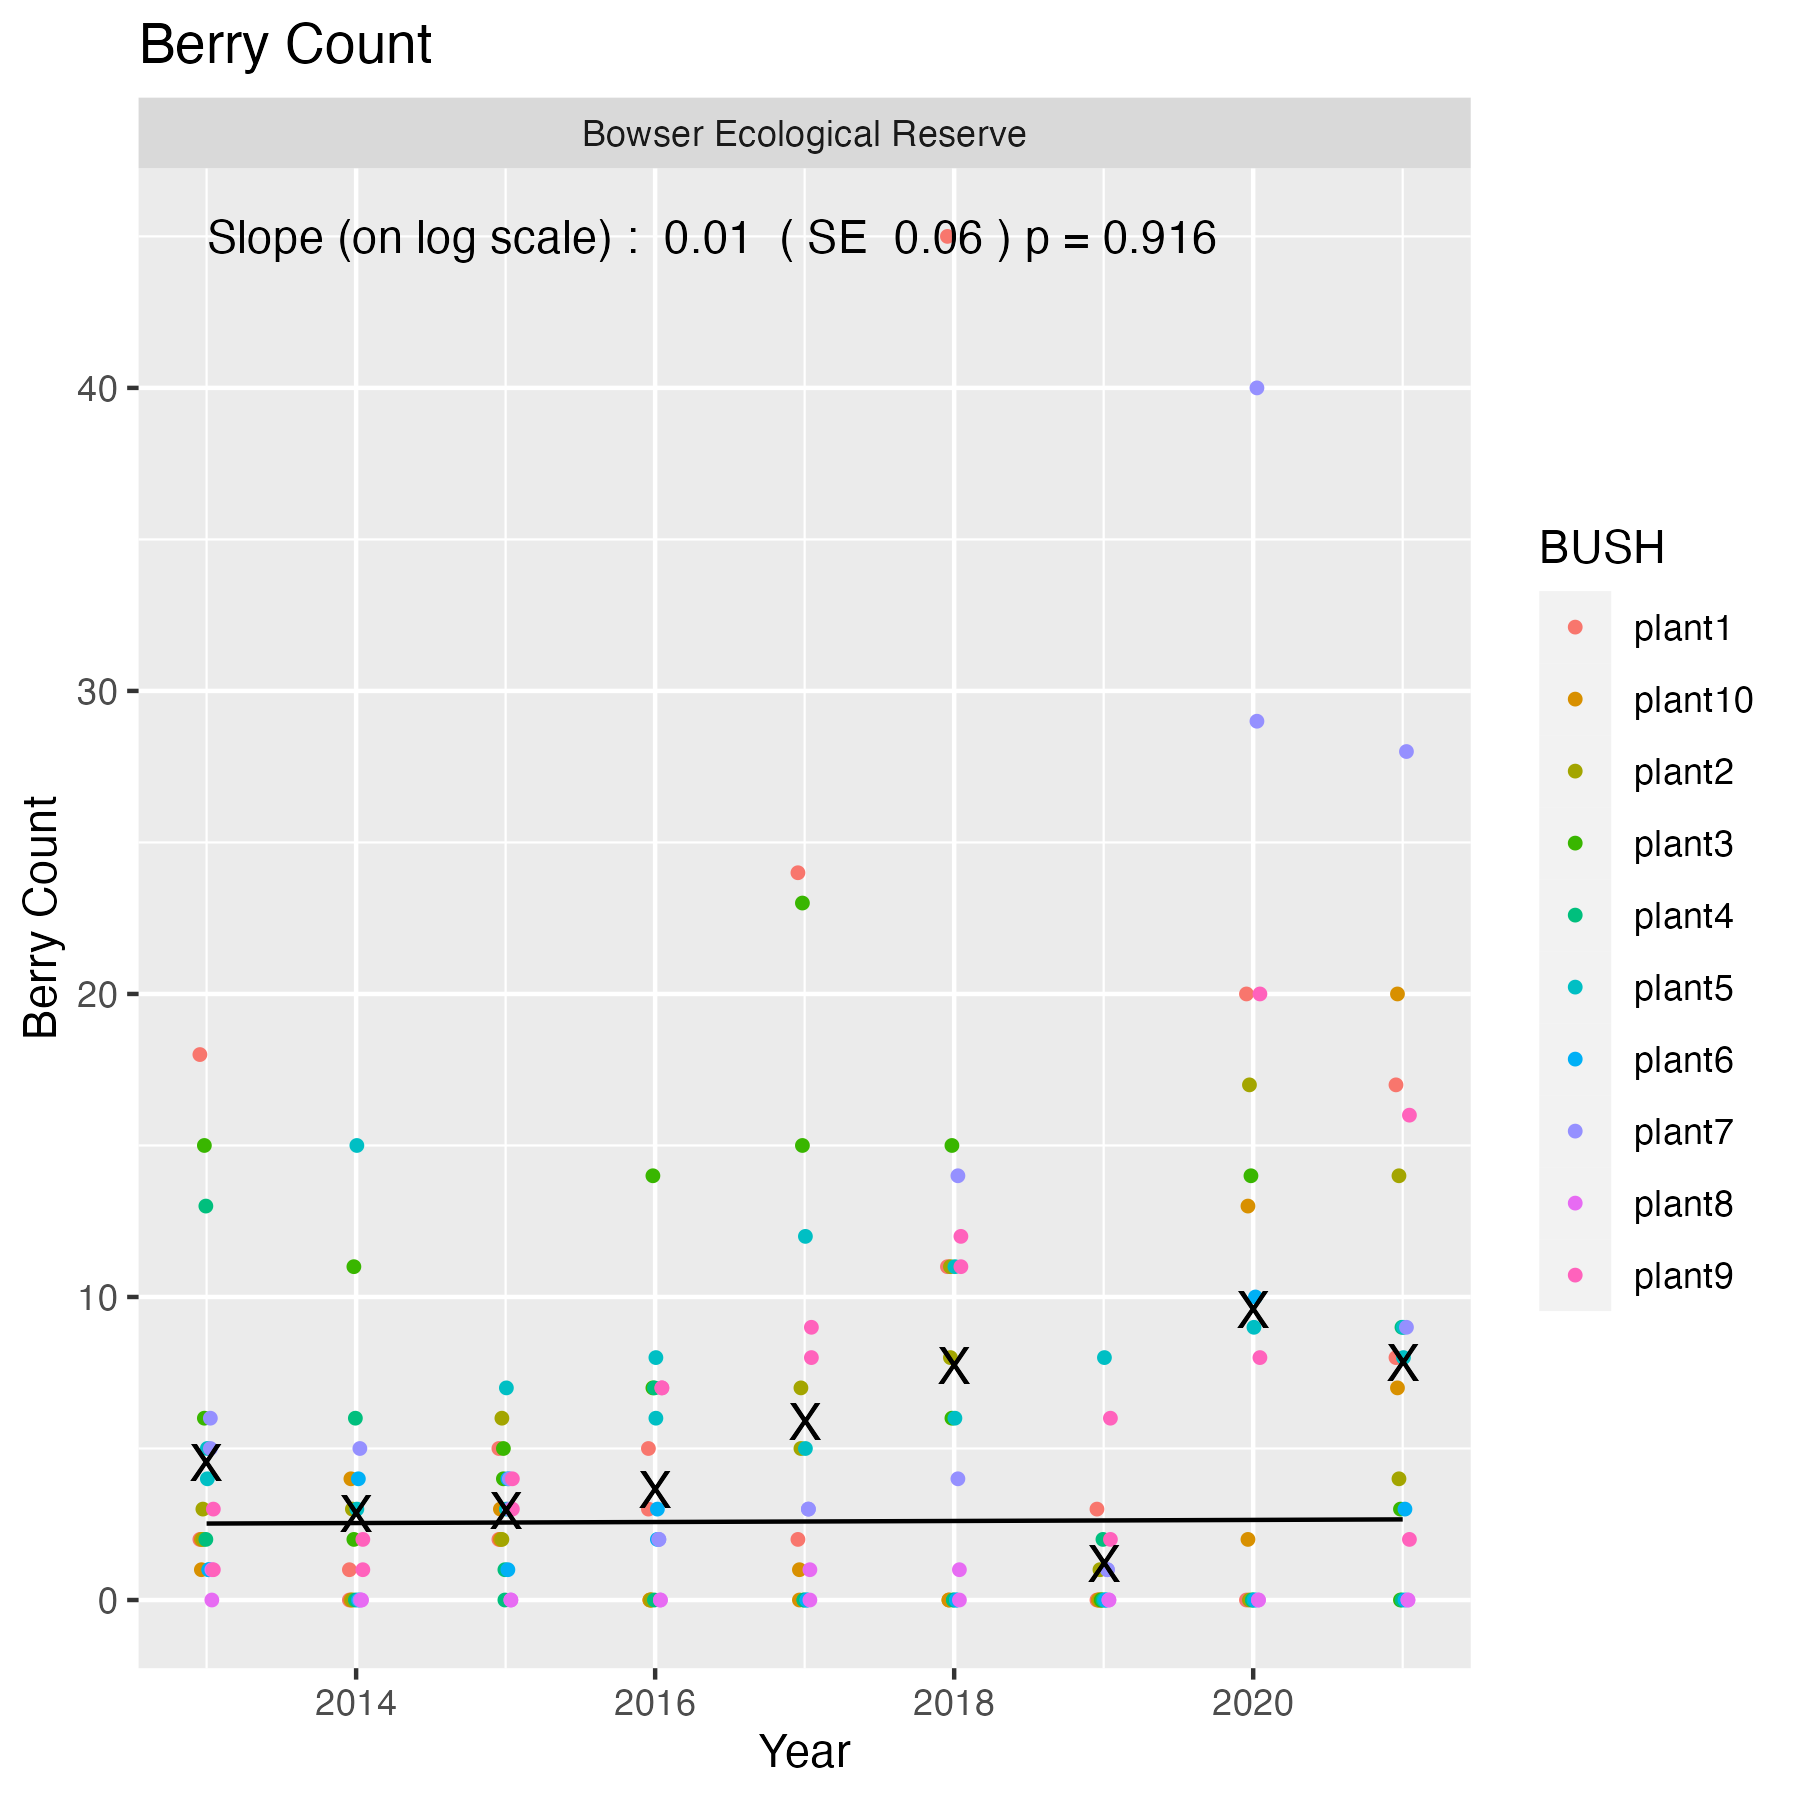 Berry Count
Bowser Ecological Reserve
Slope (on log scale) : 0.01 ( SE 0.06 ) p = 0.916
40
30
20
10
0
Berry Count
2014 2016 2018 2020
Year
BUSH
plant1
plant10
plant2
plant3
plant4
plant5
plant6
plant7
plant8
plant9
X
X
X
X
X
X
X
X
X